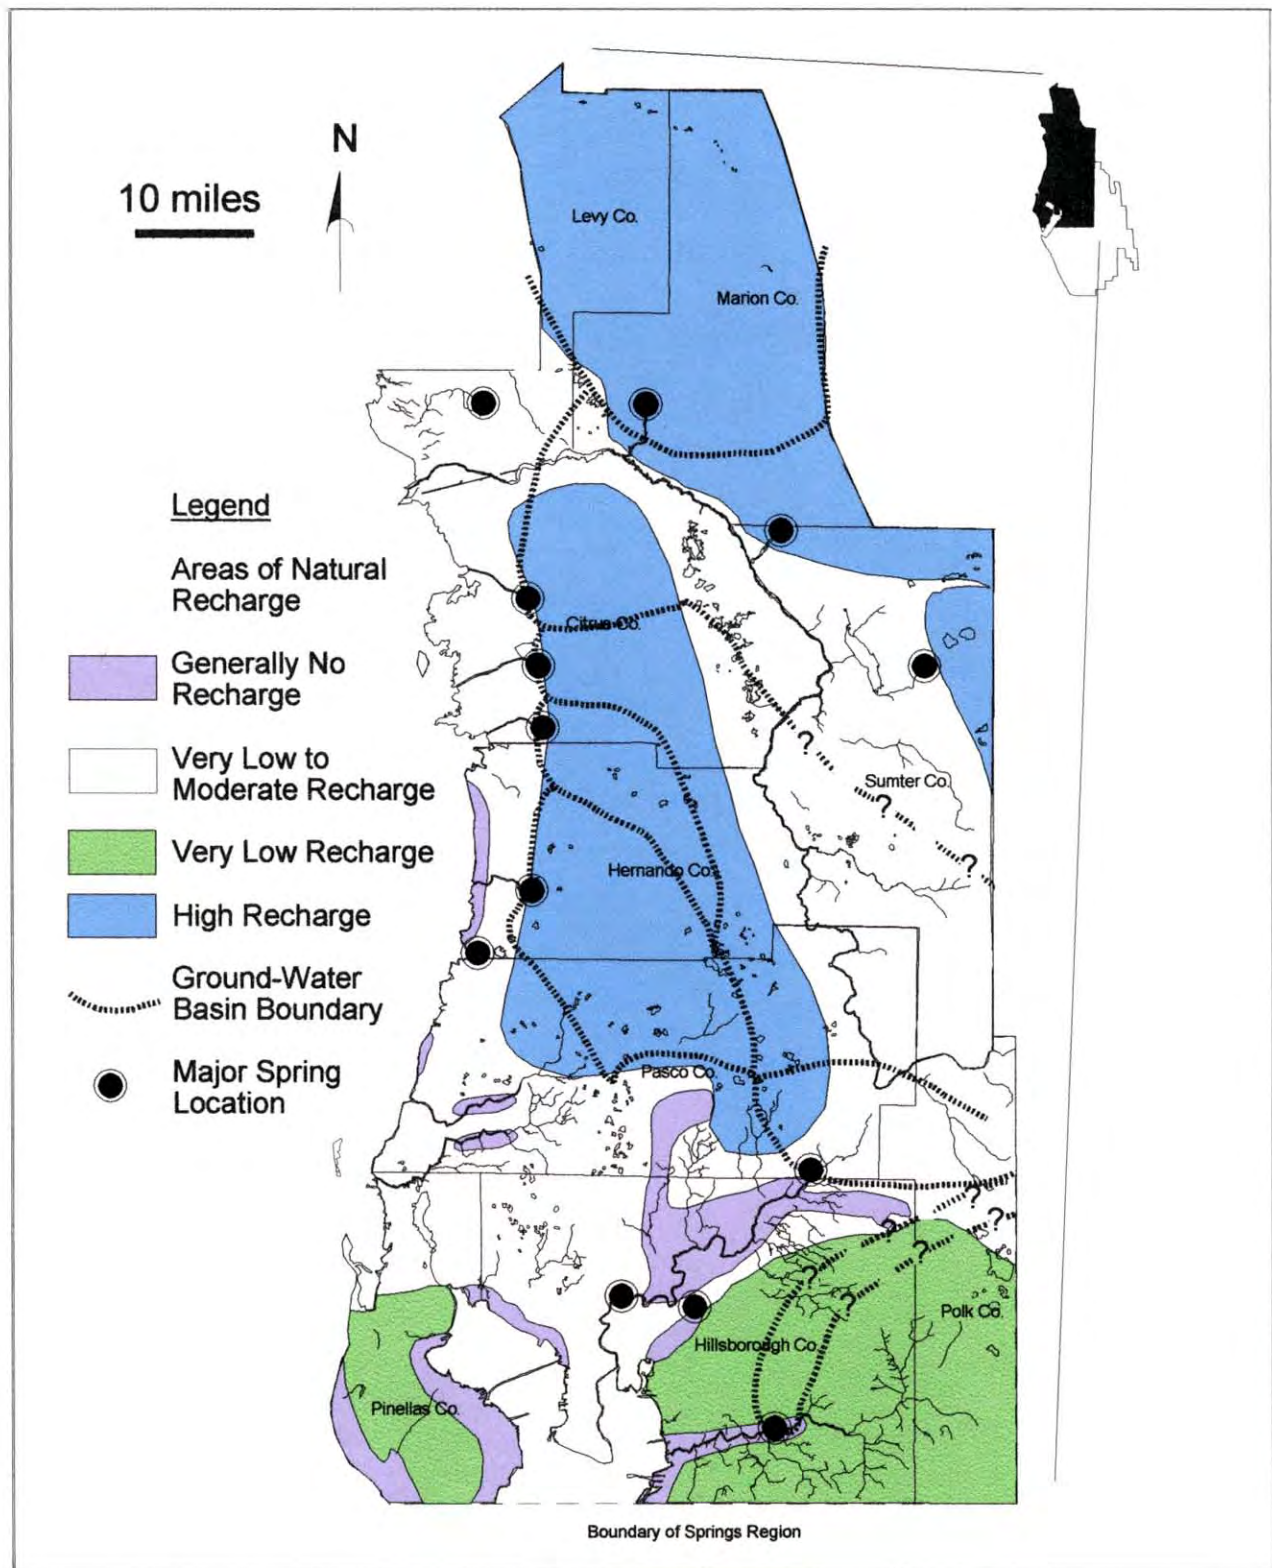 N
10 miles
Levy Co.
Marion Co.
Legend
Areas of Natural
Recharge
Citrus Co.
Generally No
Recharge
Very Low to
Moderate Recharge
?
Sumter Co.
?
Very Low Recharge
?
Hernando Co.
High Recharge
Ground-Water
Basin Boundary
Major Spring
Location
Pasco Co.
?
?
?
?
?
?
Polk Co.
Hillsborough Co.
Pinellas Co.
Boundary of Springs Region